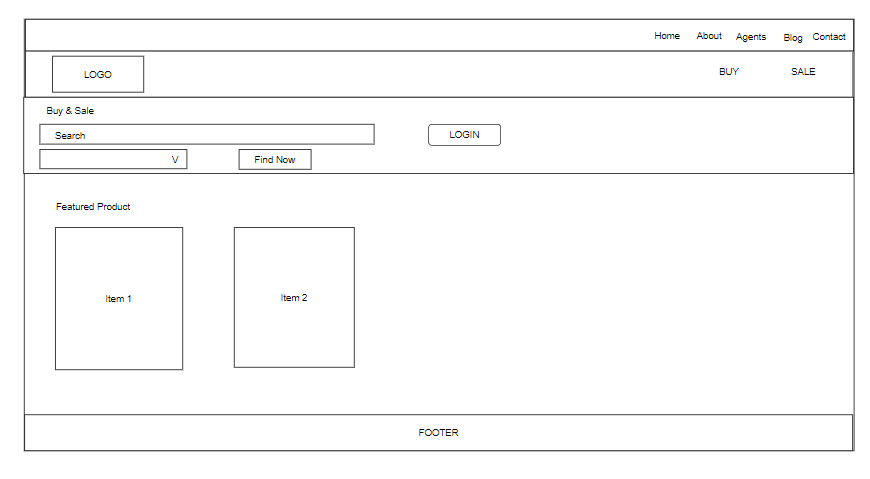 Home About Agents Blog Contact
LOGO BUY SALE
Buy & Sale
Search LOGIN
V Find Now
Featured Product
Item 1 Item 2
FOOTER